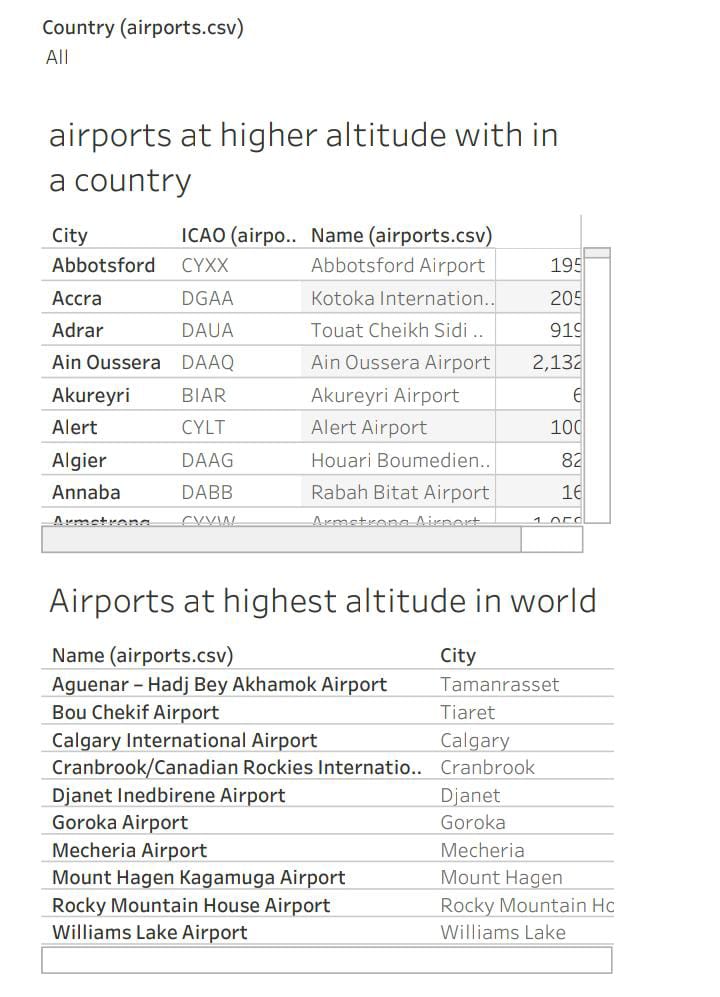 Country (airports.csv)
All
airports at higher altitude with in
a country
City ICAO (airpo.. Name (airports.csv)
Abbotsford CYXX Abbotsford Airport 195
Accra DGAA Kotoka Internation.. 205
Adrar DAUA Touat Cheikh Sidi .. 919
Ain Oussera DAAQ Ain Oussera Airport 2,132
Akureyri BIAR Akureyri Airport 6
Alert CYLT Alert Airport 100
Algier DAAG Houari Boumedien.. 82
Annaba DABB Rabah Bitat Airport 16
Armstrong CYYW Armstrong Airport 1,058
Airports at highest altitude in world
Name (airports.csv) City
Aguenar – Hadj Bey Akhamok Airport Tamanrasset
Bou Chekif Airport Tiaret
Calgary International Airport Calgary
Cranbrook/Canadian Rockies Internatio.. Cranbrook
Djanet Inedbirene Airport Djanet
Goroka Airport Goroka
Mecheria Airport Mecheria
Mount Hagen Kagamuga Airport Mount Hagen
Rocky Mountain House Airport Rocky Mountain Ho
Williams Lake Airport Williams Lake